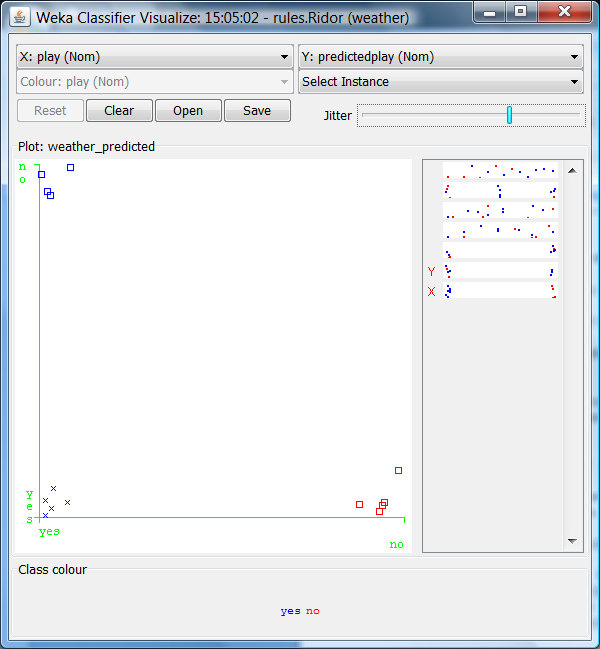 Weka Classifier Visualize: 15:05:02 - rules.Ridor (weather)
X: play (Nom) Y: predictedplay (Nom)
Colour: play (Nom) Select Instance
Reset Clear Open Save Jitter
Plot: weather_predicted
no
Y
X
yes
yes
no
Class colour
yes no